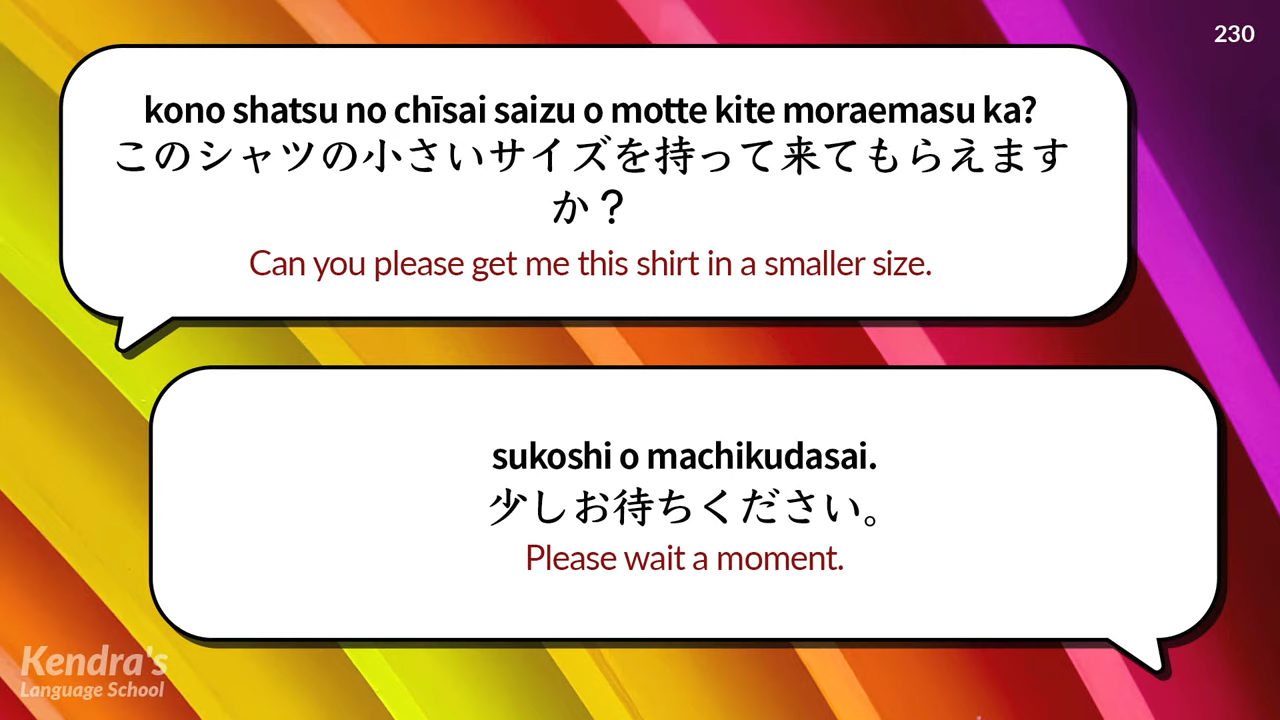 230
kono shatsu no chīsai saizu o motte kite moraemasu ka?
このシャツの小さいサイズを持って来てもらえます
か？
Can you please get me this shirt in a smaller size.
sukoshi o machikudasai.
少しお待ちください。
Please wait a moment.
Kendra's
Language School